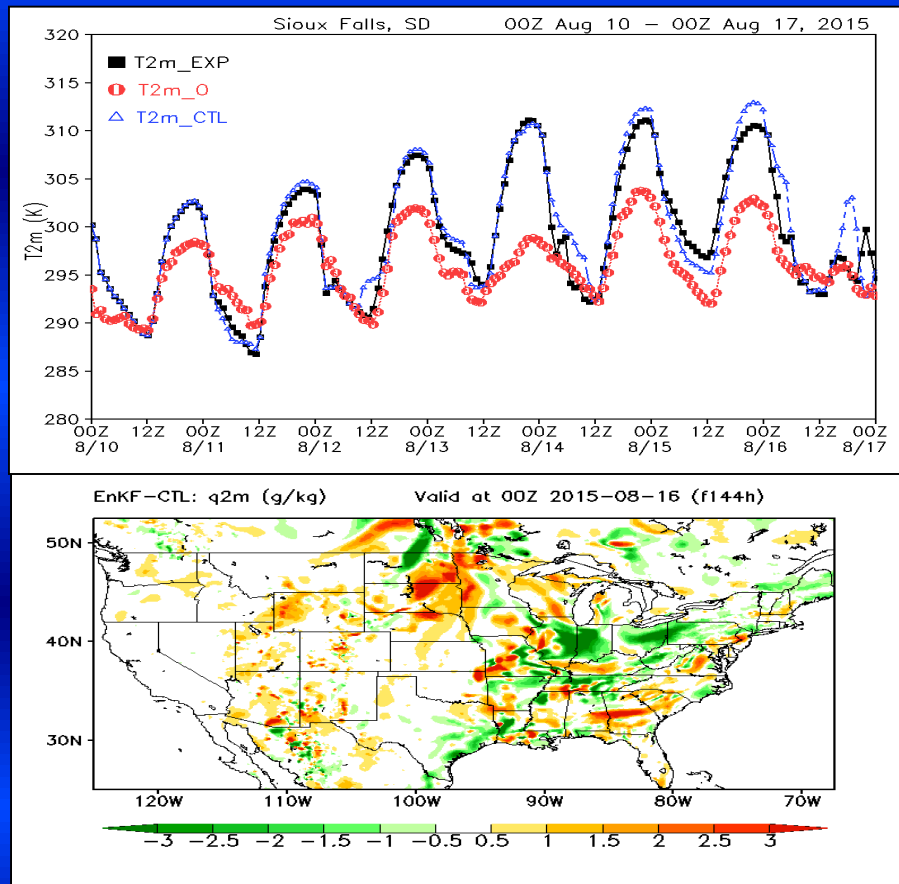 Sioux Falls, SD 00Z Aug 10 – 00Z Aug 17, 2015
320
315
310
305
300
295
290
285
280
T2m_EXP
T2m_O
T2m_CTL
T2m (K)
00Z 12Z 00Z 12Z 00Z 12Z 00Z 12Z 00Z 12Z 00Z 12Z 00Z 12Z 00Z
8/10 8/11 8/12 8/13 8/14 8/15 8/16 8/17
EnKF-CTL: q2m (g/kg) Valid at 00Z 2015-08-16 (f144h)
50N
40N
30N
120W 110W 100W 90W 80W 70W
-3 -2.5 -2 -1.5 -1 -0.5 0.5 1 1.5 2 2.5 3